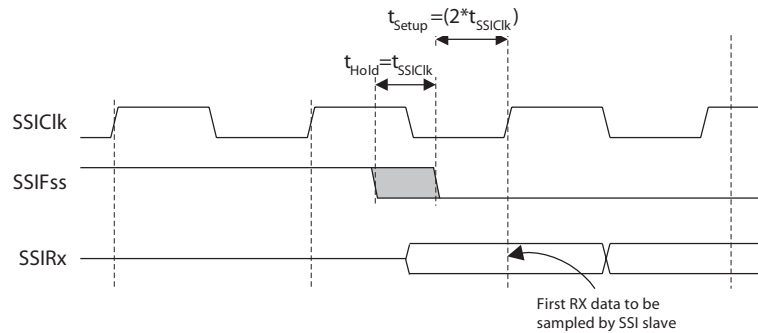 tSetup=(2*tSSIClk)
tHold=tSSIClk
SSIClk
SSIFss
SSIRx
First RX data to be
sampled by SSI slave